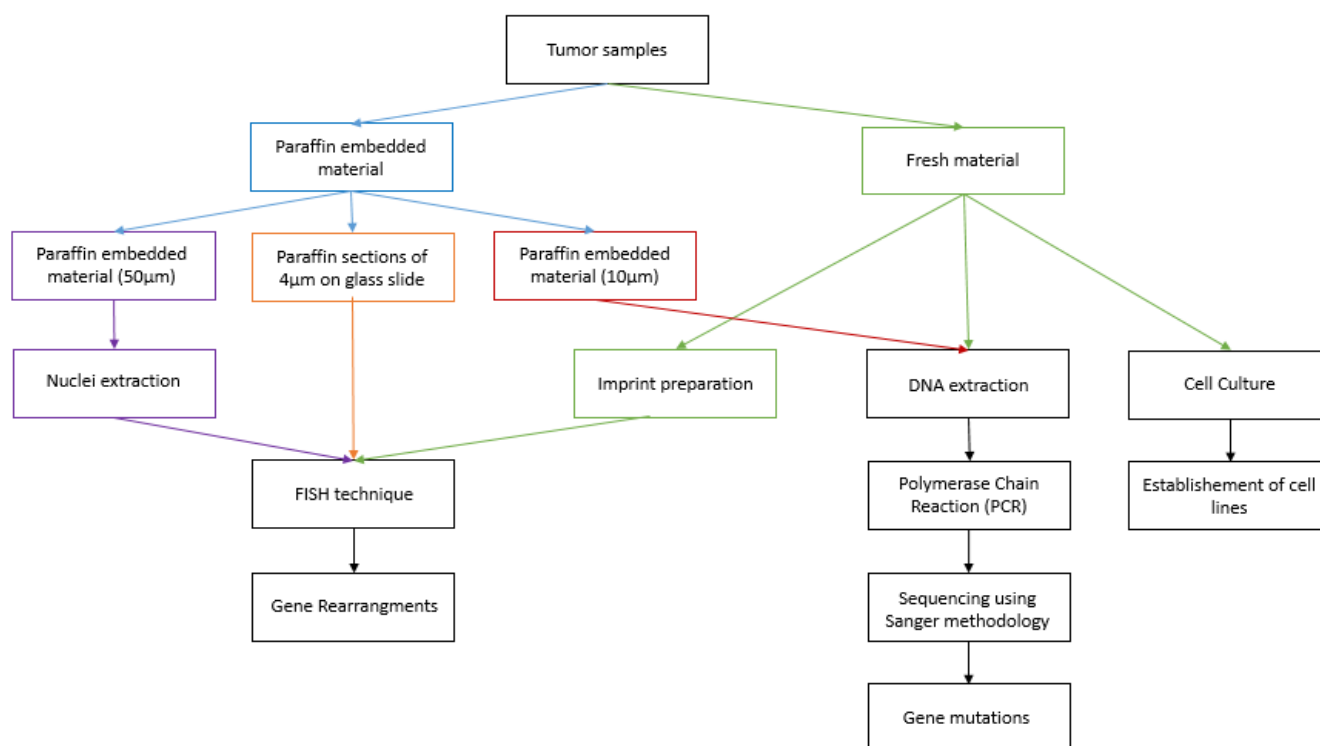 Tumor samples
Paraffin embedded
material
Fresh material
Paraffin embedded
material (50µm)
Paraffin sections of
4µm on glass slide
Paraffin embedded
material (10µm)
Nuclei extraction
Imprint preparation
DNA extraction
Cell Culture
FISH technique
Polymerase Chain
Reaction (PCR)
Establishement of cell
lines
Gene Rearrangments
Sequencing using
Sanger methodology
Gene mutations